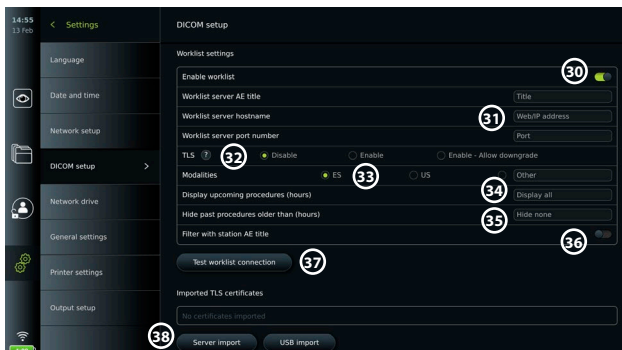 14:55
13 Feb
< Settings
DICOM setup
Language
Date and time
Network setup
DICOM setup >
Network drive
General settings
Printer settings
Output setup
Worklist settings
Enable worklist 30
Worklist server AE title Title
Worklist server hostname 31 Web/IP address
Worklist server port number Port
TLS ? 32 Disable Enable Enable - Allow downgrade
Modalities ES 33 US Other
Display upcoming procedures (hours) 34 Display all
Hide past procedures older than (hours) 35 Hide none
Filter with station AE title 36
Test worklist connection 37
Imported TLS certificates
No certificates imported
38 Server import USB import